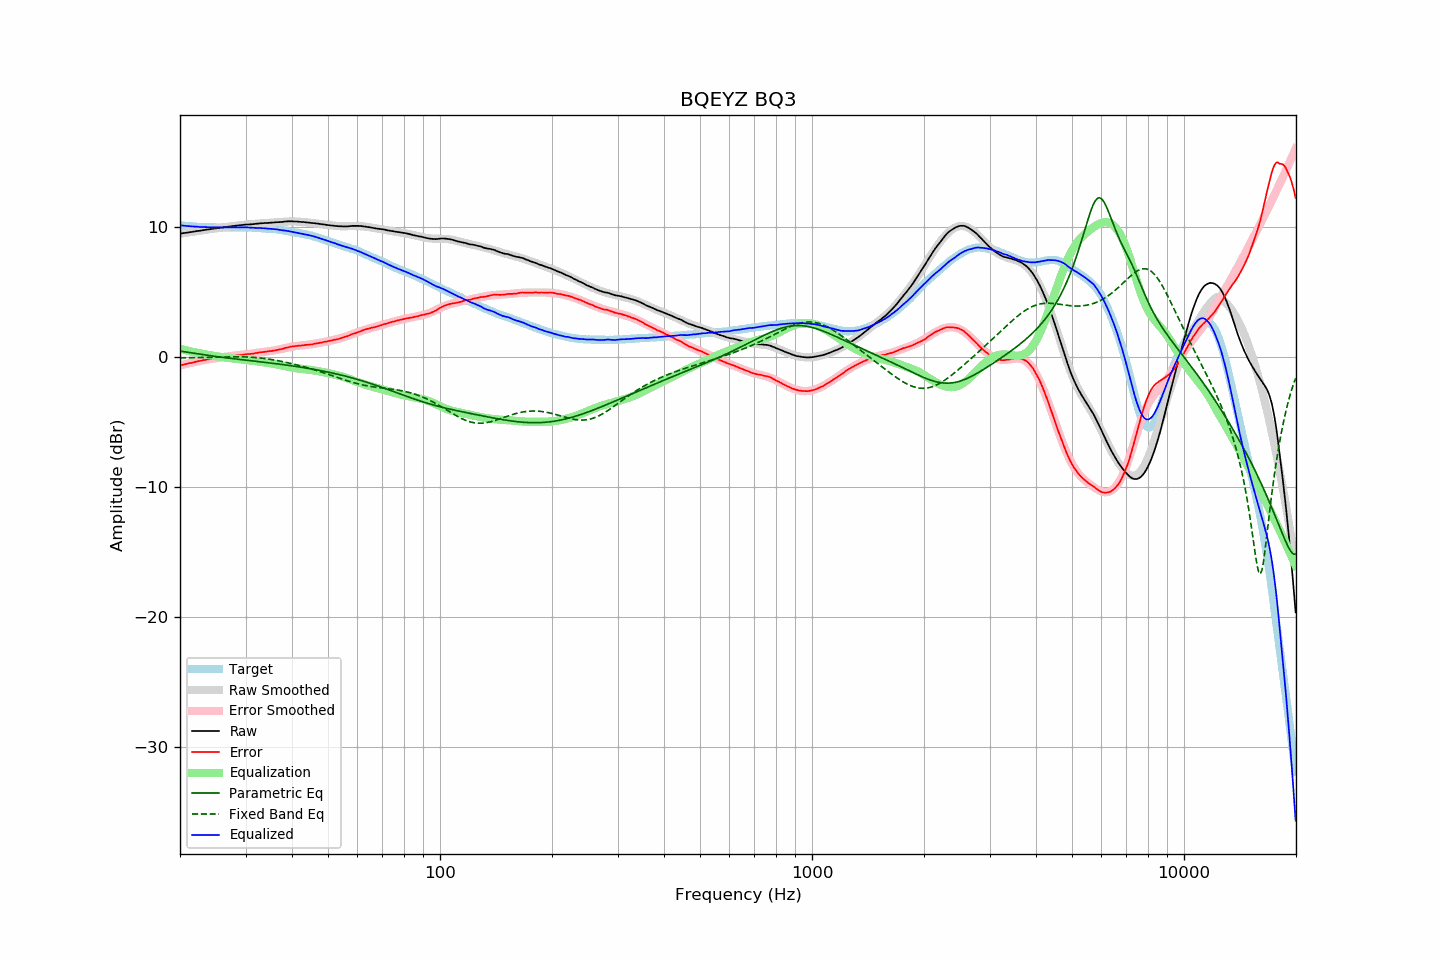 BQEYZ BQ3
Amplitude (dBr)
10
0
−10
−20
−30
Target
Raw Smoothed
Error Smoothed
Raw
Error
Equalization
Parametric Eq
Fixed Band Eq
Equalized
100 1000 10000
Frequency (Hz)